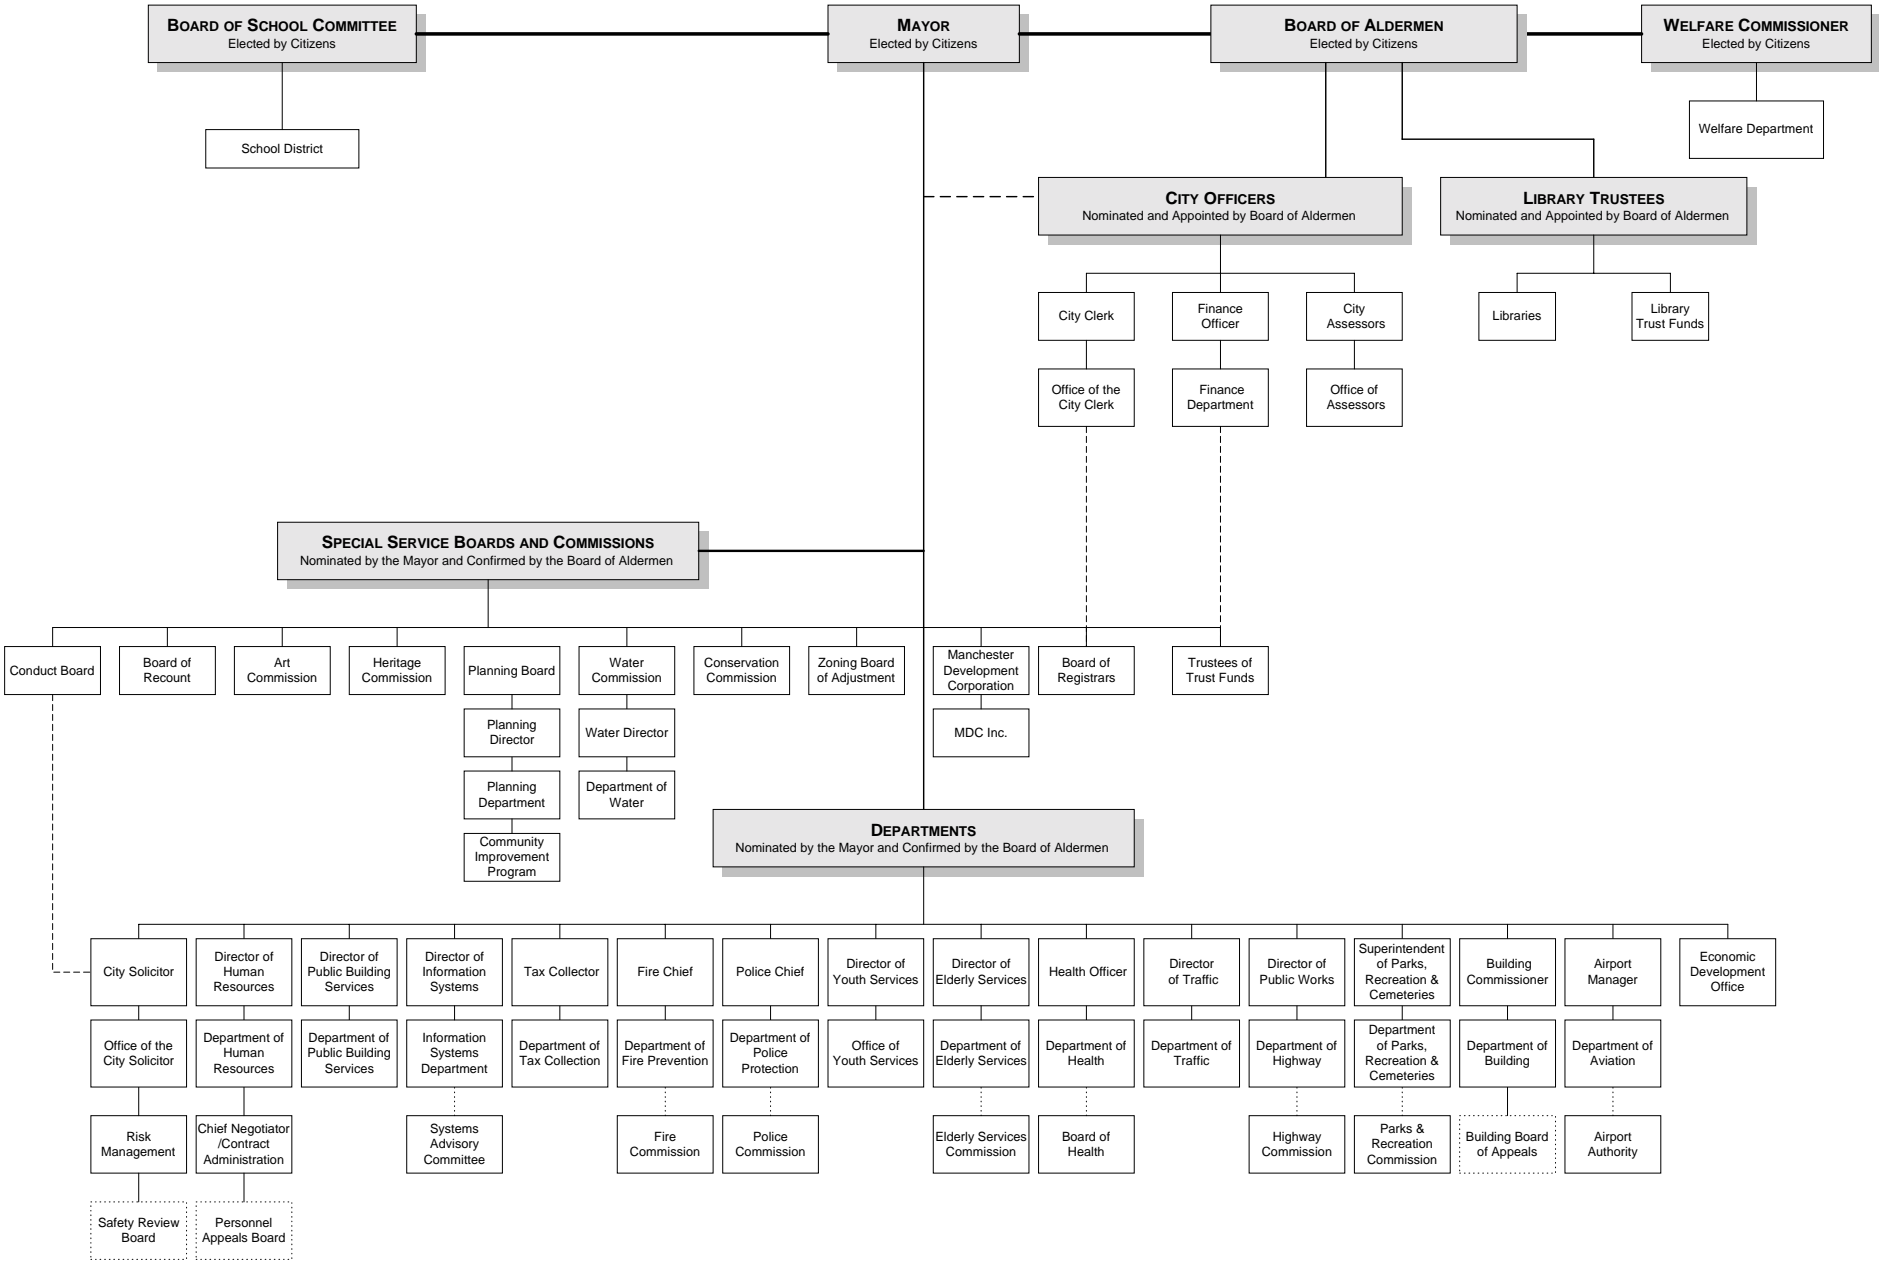 BOARD OF SCHOOL COMMITTEE
Elected by Citizens
MAYOR
Elected by Citizens
BOARD OF ALDERMEN
Elected by Citizens
WELFARE COMMISSIONER
Elected by Citizens
School District
Welfare Department
CITY OFFICERS
Nominated and Appointed by Board of Aldermen
LIBRARY TRUSTEES
Nominated and Appointed by Board of Aldermen
City Clerk
Finance
Officer
City
Assessors
Libraries
Library
Trust Funds
Office of the
City Clerk
Finance
Department
Office of
Assessors
SPECIAL SERVICE BOARDS AND COMMISSIONS
Nominated by the Mayor and Confirmed by the Board of Aldermen
Conduct Board
Board of
Recount
Art
Commission
Heritage
Commission
Planning Board
Water
Commission
Conservation
Commission
Zoning Board
of Adjustment
Manchester
Development
Corporation
Board of
Registrars
Trustees of
Trust Funds
Planning
Director
Water Director
MDC Inc.
Planning
Department
Department of
Water
Community
Improvement
Program
DEPARTMENTS
Nominated by the Mayor and Confirmed by the Board of Aldermen
City Solicitor
Director of
Human
Resources
Director of
Public Building
Services
Director of
Information
Systems
Tax Collector
Fire Chief
Police Chief
Director of
Youth Services
Director of
Elderly Services
Health Officer
Director
of Traffic
Director of
Public Works
Superintendent
of Parks,
Recreation &
Cemeteries
Building
Commissioner
Airport
Manager
Economic
Development
Office
Office of the
City Solicitor
Department of
Human
Resources
Department of
Public Building
Services
Information
Systems
Department
Department of
Tax Collection
Department of
Fire Prevention
Department of
Police
Protection
Office of
Youth Services
Department of
Elderly Services
Department of
Health
Department of
Traffic
Department of
Highway
Department
of Parks,
Recreation &
Cemeteries
Department of
Building
Department of
Aviation
Risk
Management
Chief Negotiator
/Contract
Administration
Systems
Advisory
Committee
Fire
Commission
Police
Commission
Elderly Services
Commission
Board of
Health
Highway
Commission
Parks &
Recreation
Commission
Building Board
of Appeals
Airport
Authority
Safety Review
Board
Personnel
Appeals Board